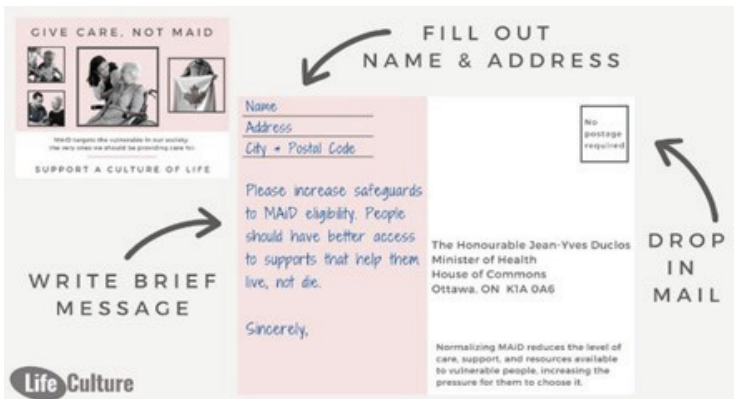 GIVE CARE, NOT MAID
MAiD targets the vulnerable in our society.
the very ones we should be providing care for.
SUPPORT A CULTURE OF LIFE
FILL OUT
NAME & ADDRESS
Name
Address
City + Postal Code
Please increase safeguards
to MAiD eligibility. People
should have better access
to supports that help them
live, not die.
Sincerely,
No
postage
required
The Honourable Jean-Yves Duclos
Minister of Health
House of Commons
Ottawa, ON K1A 0A6
Normalizing MAiD reduces the level of
care, support, and resources available
to vulnerable people, increasing the
pressure for them to choose it.
WRITE BRIEF
MESSAGE
DROP
IN
MAIL
Life Culture